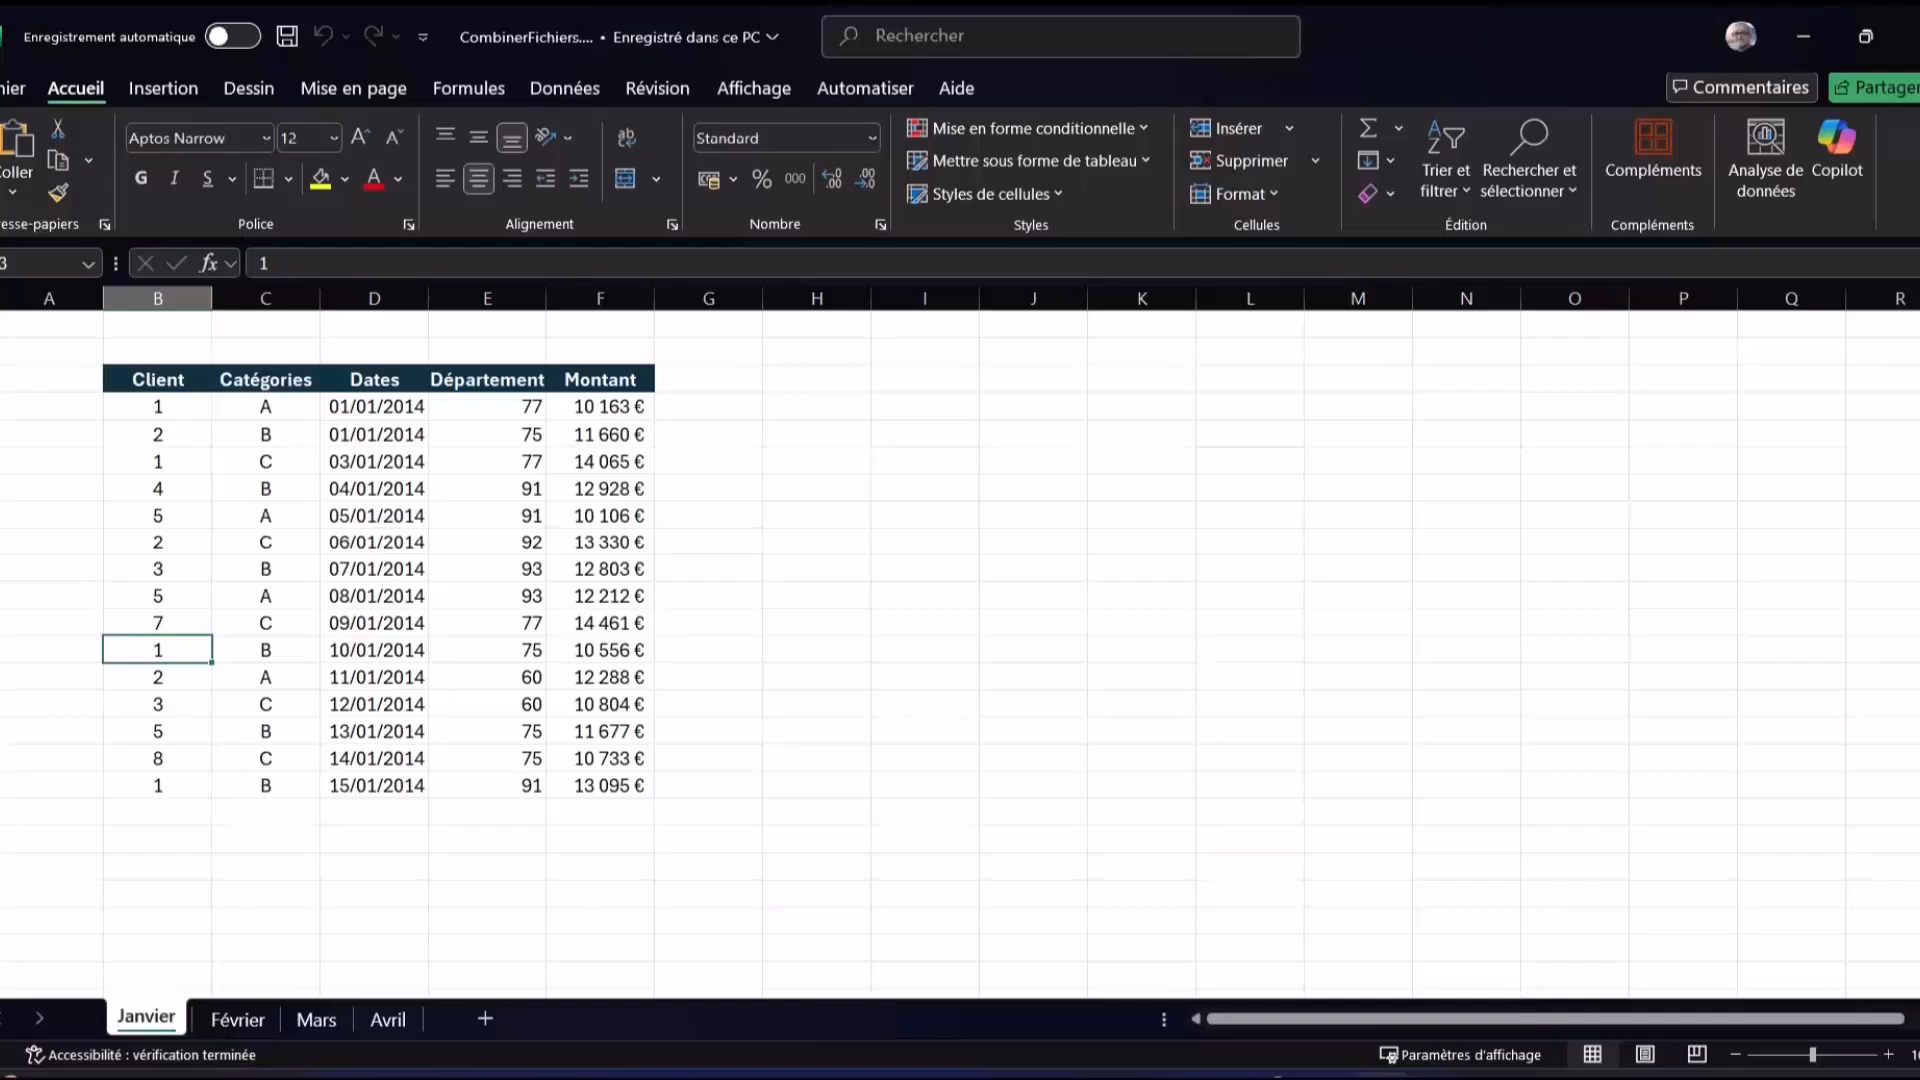 Enregistrement automatique CombinerFichiers.... • Enregistré dans ce PC Rechercher
hier Accueil Insertion Dessin Mise en page Formules Données Révision Affichage Automatiser Aide Commentaires Partager
Coller Aptos Narrow 12 Standard Mise en forme conditionnelle Insérer
G I S % 000 Mettre sous forme de tableau Supprimer Trier et filtrer Rechercher et sélectionner Compléments Analyse de données Copilot
Styles de cellules Format
esse-papiers Police Alignement Nombre Styles Cellules Édition Compléments
3 fx 1
A B C D E F G H I J K L M N O P Q R
Client Catégories Dates Département Montant
1 A 01/01/2014 77 10 163 €
2 B 01/01/2014 75 11 660 €
1 C 03/01/2014 77 14 065 €
4 B 04/01/2014 91 12 928 €
5 A 05/01/2014 91 10 106 €
2 C 06/01/2014 92 13 330 €
3 B 07/01/2014 93 12 803 €
5 A 08/01/2014 93 12 212 €
7 C 09/01/2014 77 14 461 €
1 B 10/01/2014 75 10 556 €
2 A 11/01/2014 60 12 288 €
3 C 12/01/2014 60 10 804 €
5 B 13/01/2014 75 11 677 €
8 C 14/01/2014 75 10 733 €
1 B 15/01/2014 91 13 095 €
Janvier Février Mars Avril
Accessibilité : vérification terminée Paramètres d'affichage